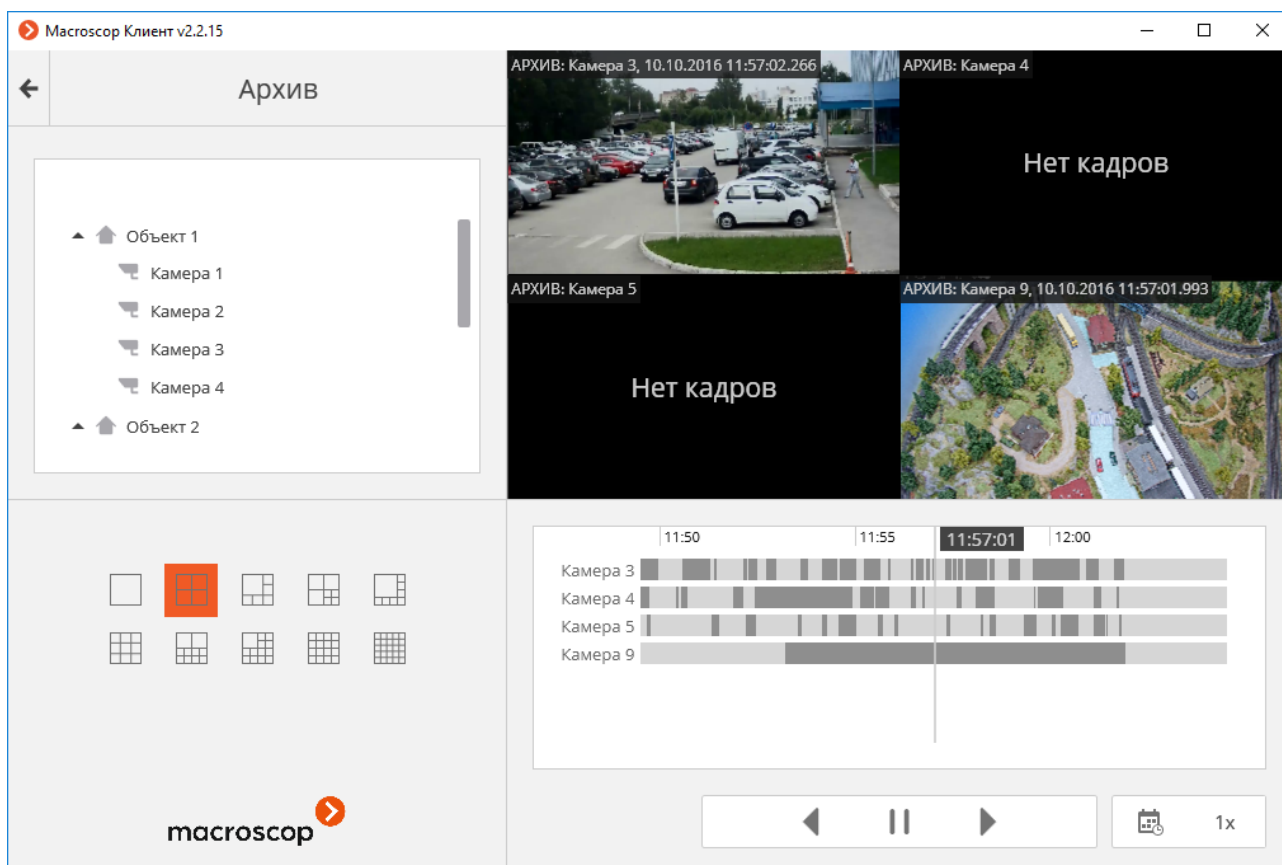 Macroscop Клиент v2.2.15
Архив
Объект 1
Камера 1
Камера 2
Камера 3
Камера 4
Объект 2
АРХИВ: Камера 3, 10.10.2016 11:57:02.266
АРХИВ: Камера 4
Нет кадров
АРХИВ: Камера 5
Нет кадров
АРХИВ: Камера 9, 10.10.2016 11:57:01.993
11:50 11:55 11:57:01 12:00
Камера 3
Камера 4
Камера 5
Камера 9
macroscop
1x